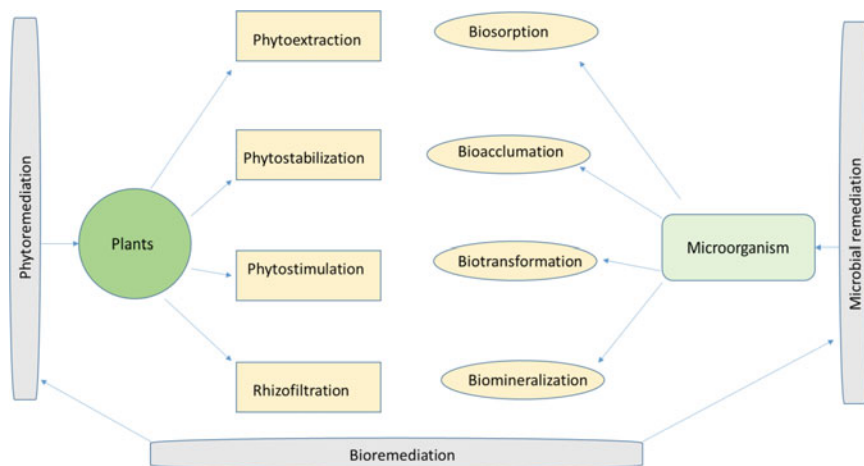 Phytoremediation
Plants
Phytoextraction
Phytostabilization
Phytostimulation
Rhizofiltration
Biosorption
Bioacclumation
Biotransformation
Biomineralization
Microorganism
Microbial remediation
Bioremediation